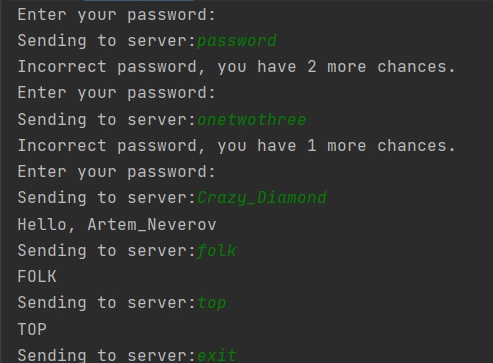 Enter your password:
Sending to server:password
Incorrect password, you have 2 more chances.
Enter your password:
Sending to server:onetwothree
Incorrect password, you have 1 more chances.
Enter your password:
Sending to server:Crazy_Diamond
Hello, Artem_Neverov
Sending to server:folk
FOLK
Sending to server:top
TOP
Sending to server:exit